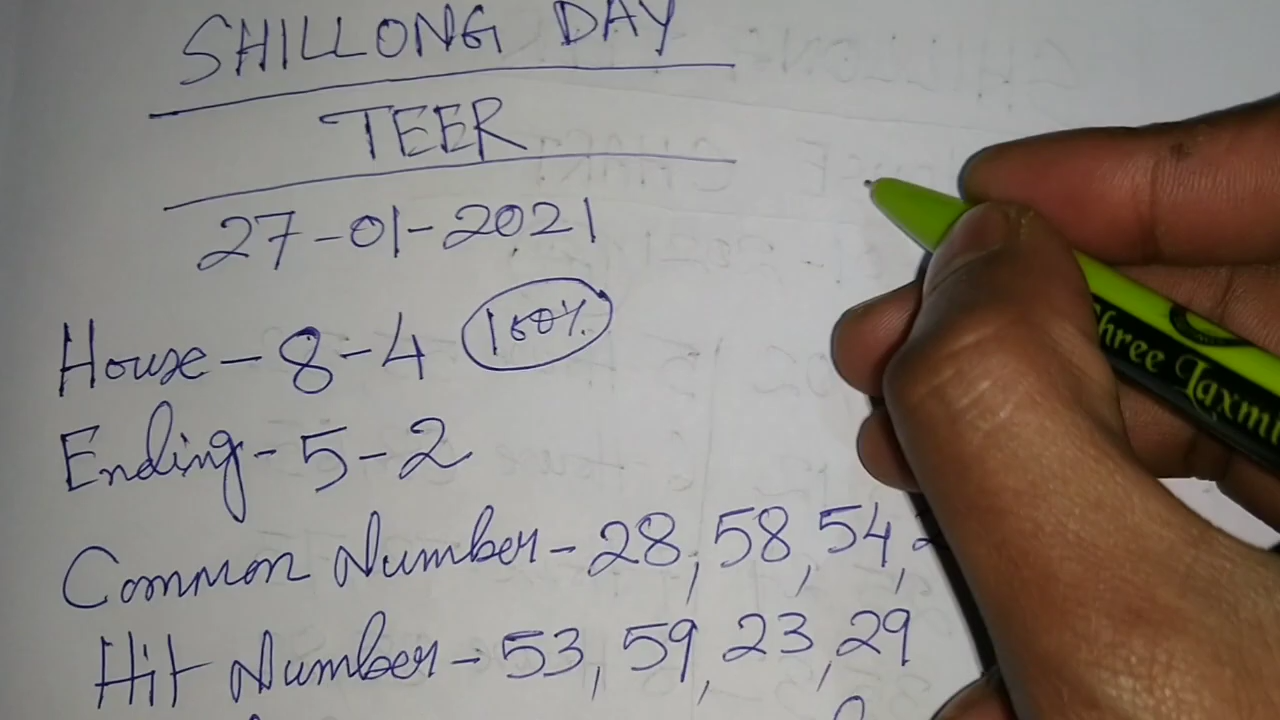 SHILLONG DAY
TEER
27-01-2021
House - 8-4 100%
Ending - 5-2
Common Number - 28, 58, 54,
Hit Number - 53, 59, 23, 29
Shree Laxmi